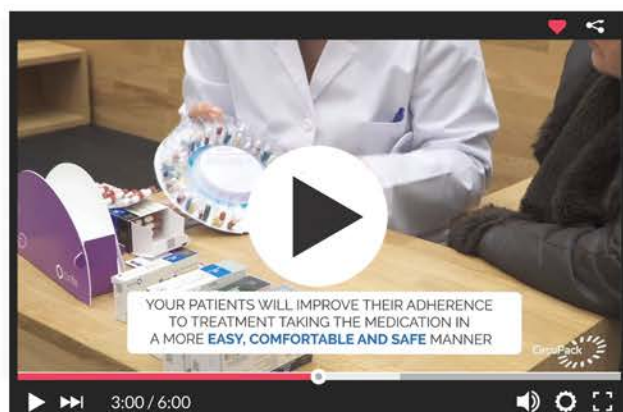 YOUR PATIENTS WILL IMPROVE THEIR ADHERENCE
TO TREATMENT TAKING THE MEDICATION IN
A MORE EASY, COMFORTABLE AND SAFE MANNER
CircuPack
3:00 / 6:00